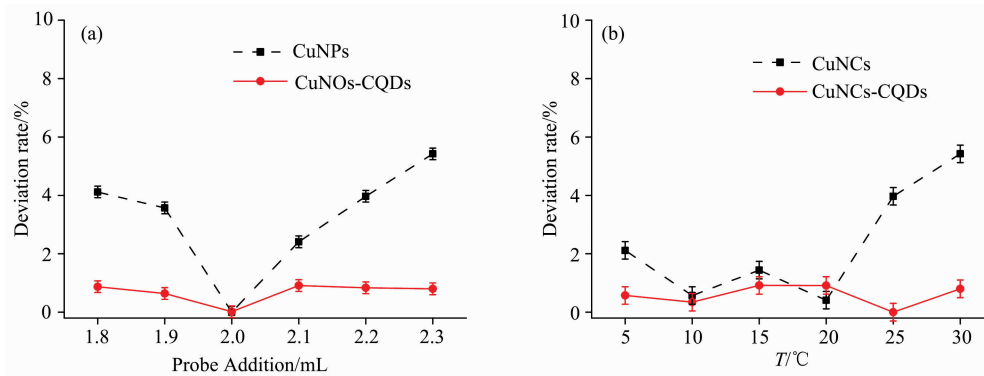 (a)
CuNPs
CuNOs-CQDs
Deviation rate/%
10
8
6
4
2
0
1.8 1.9 2.0 2.1 2.2 2.3
Probe Addition/mL
(b)
CuNCs
CuNCs-CQDs
Deviation rate/%
10
8
6
4
2
0
5 10 15 20 25 30
T/℃